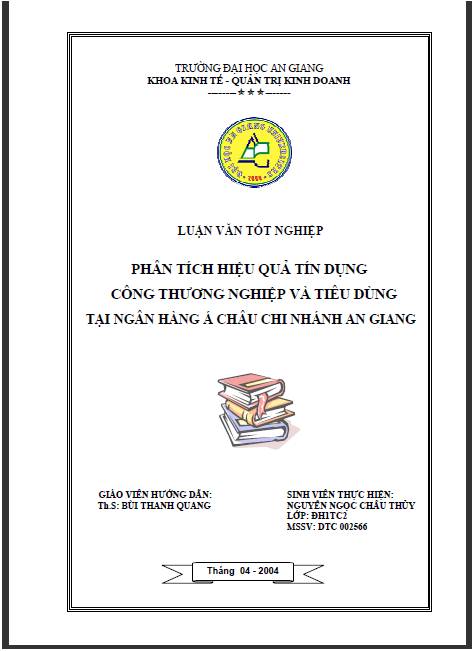 TRƯỜNG ĐẠI HỌC AN GIANG
KHOA KINH TẾ - QUẢN TRỊ KINH DOANH
--------★★★-------
LUẬN VĂN TỐT NGHIỆP
PHÂN TÍCH HIỆU QUẢ TÍN DỤNG
CÔNG THƯƠNG NGHIỆP VÀ TIÊU DÙNG
TẠI NGÂN HÀNG Á CHÂU CHI NHÁNH AN GIANG
GIÁO VIÊN HƯỚNG DẪN:
Th.S: BÙI THANH QUANG
SINH VIÊN THỰC HIỆN:
NGUYỄN NGỌC CHÂU THỦY
LỚP: ĐH1TC2
MSSV: DTC 002566
Tháng 04 - 2004